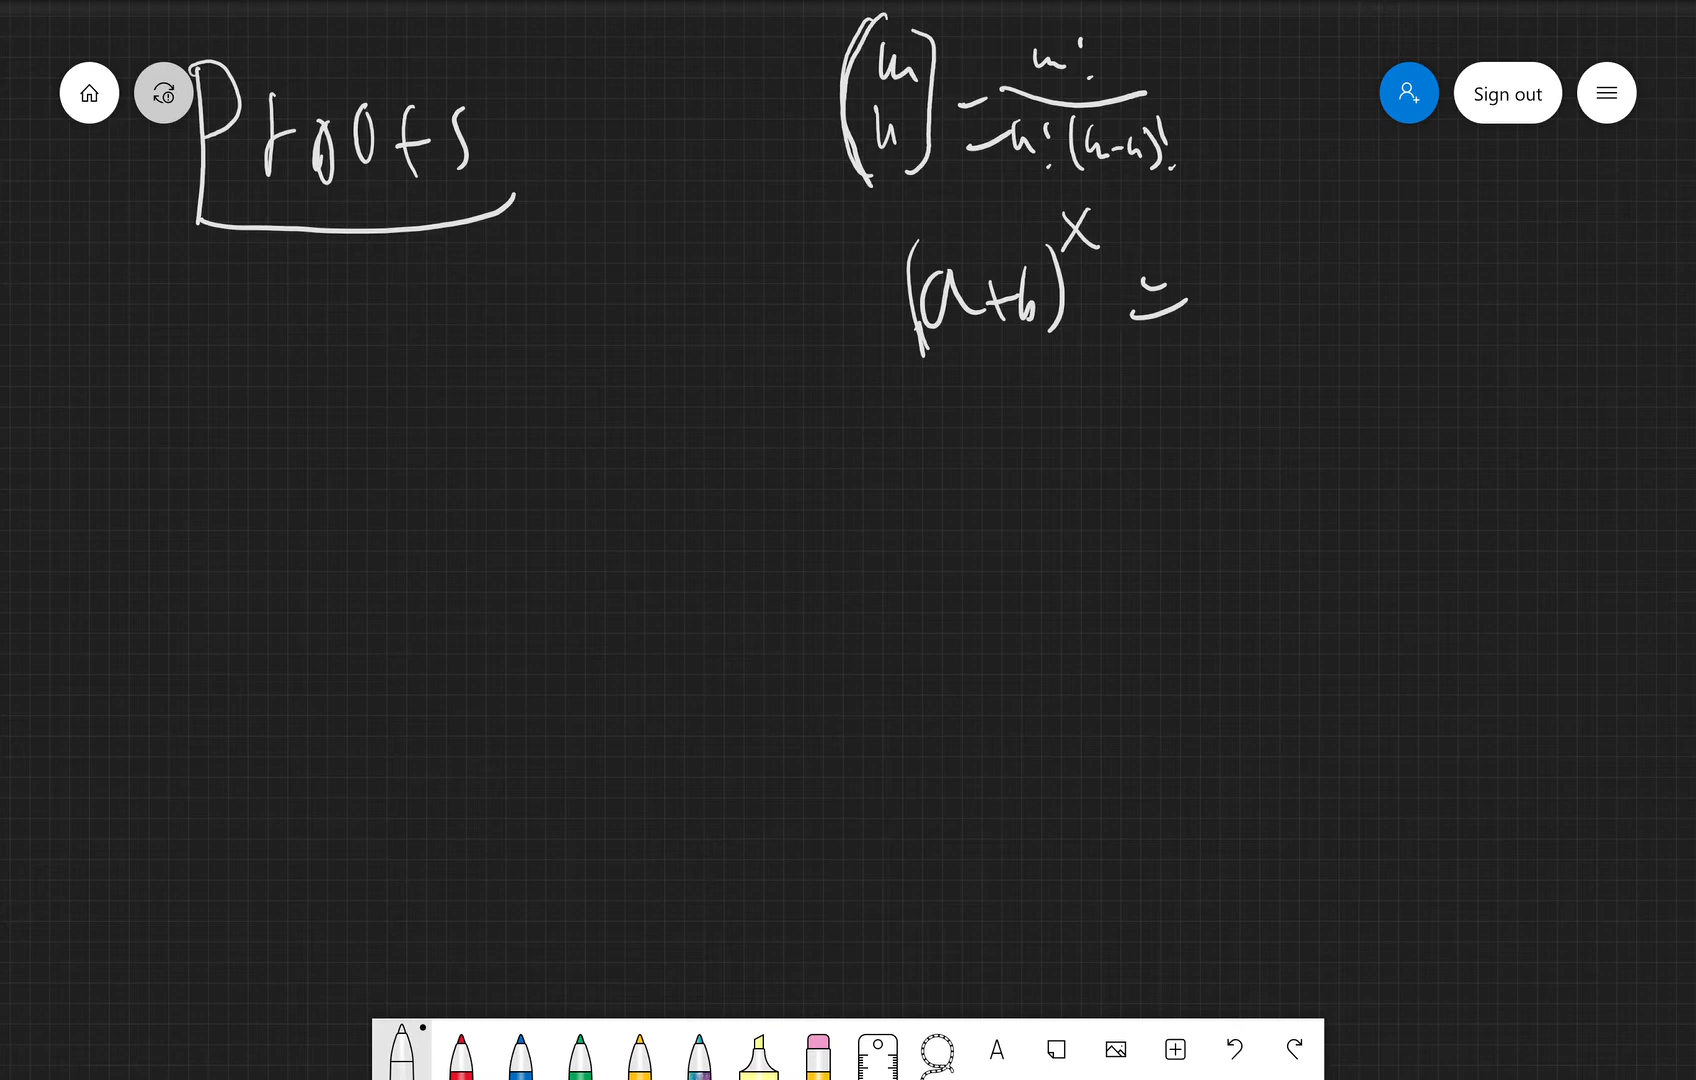 Proofs
(m n) = m! / n!(n-n)!
(a+b)^x =
Sign out
A